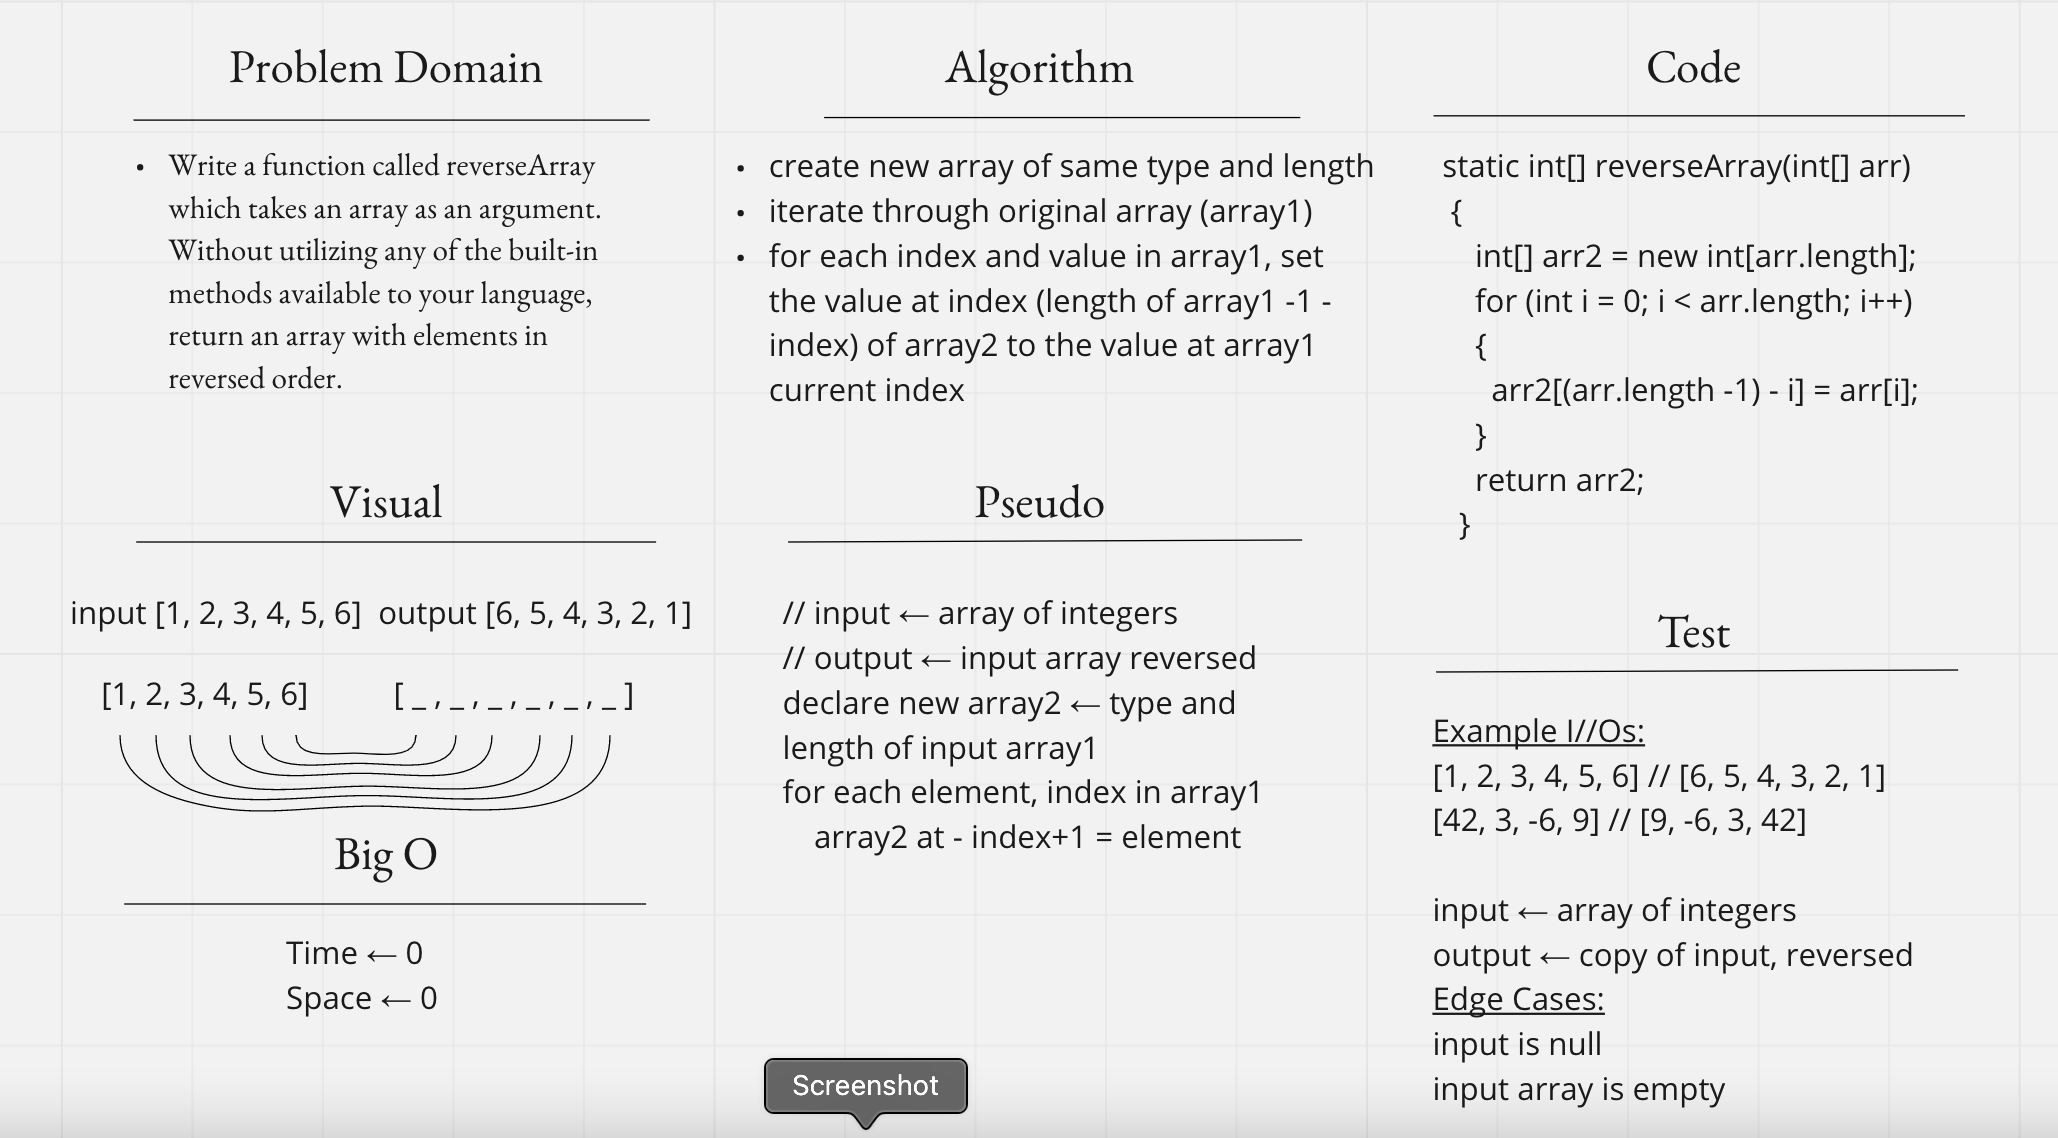 Problem Domain
• Write a function called reverseArray
which takes an array as an argument.
Without utilizing any of the built-in
methods available to your language,
return an array with elements in
reversed order.
Visual
input [1, 2, 3, 4, 5, 6]  output [6, 5, 4, 3, 2, 1]
[1, 2, 3, 4, 5, 6]  [ _ , _ , _ , _ , _ , _ ]
Big O
Time ← 0
Space ← 0
Algorithm
• create new array of same type and length
• iterate through original array (array1)
• for each index and value in array1, set
the value at index (length of array1 -1 -
index) of array2 to the value at array1
current index
Pseudo
// input ← array of integers
// output ← input array reversed
declare new array2 ← type and
length of input array1
for each element, index in array1
array2 at - index+1 = element
Code
static int[] reverseArray(int[] arr)
{
int[] arr2 = new int[arr.length];
for (int i = 0; i < arr.length; i++)
{
arr2[(arr.length -1) - i] = arr[i];
}
return arr2;
}
Test
Example I//Os:
[1, 2, 3, 4, 5, 6] // [6, 5, 4, 3, 2, 1]
[42, 3, -6, 9] // [9, -6, 3, 42]
input ← array of integers
output ← copy of input, reversed
Edge Cases:
input is null
input array is empty
Screenshot